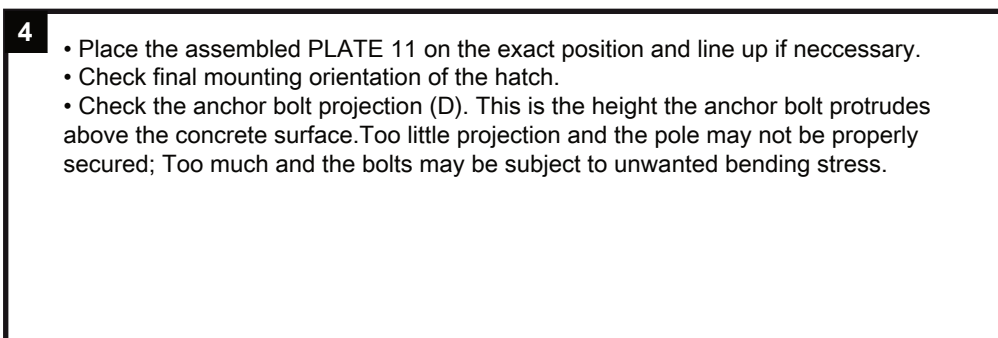 4
• Place the assembled PLATE 11 on the exact position and line up if neccessary.
• Check final mounting orientation of the hatch.
• Check the anchor bolt projection (D). This is the height the anchor bolt protrudes
above the concrete surface.Too little projection and the pole may not be properly
secured; Too much and the bolts may be subject to unwanted bending stress.